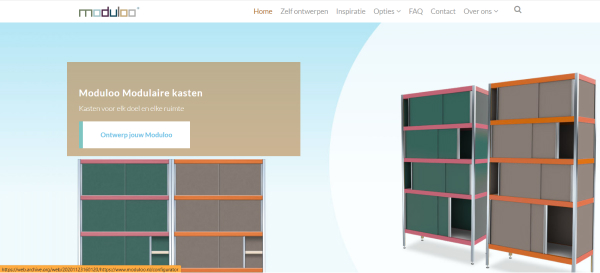 moduloo®
Home Zelf ontwerpen Inspiratie Opties FAQ Contact Over ons
Moduloo Modulaire kasten
Kasten voor elk doel en elke ruimte
Ontwerp jouw Moduloo
https://web.archive.org/web/20201123160120/https://www.moduloo.nl/configurator